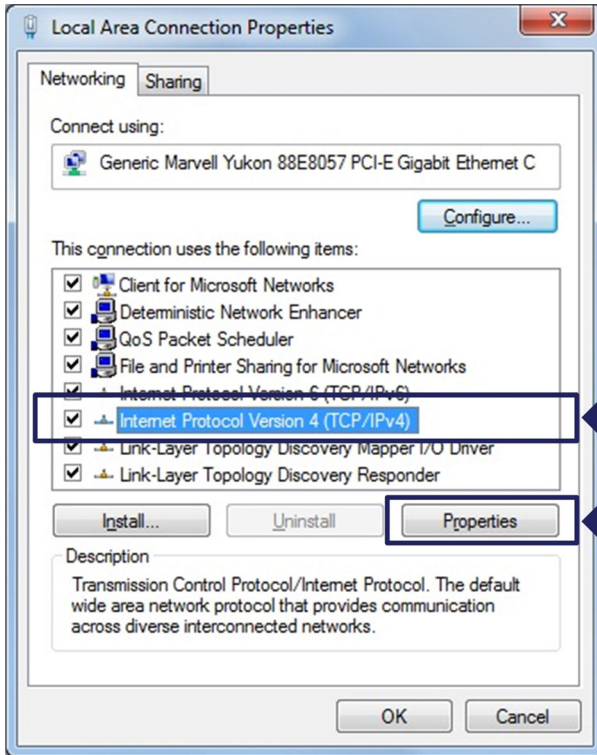 Local Area Connection Properties
Networking
Sharing
Connect using:
Generic Marvell Yukon 88E8057 PCI-E Gigabit Ethernet C
Configure...
This connection uses the following items:
Client for Microsoft Networks
Deterministic Network Enhancer
QoS Packet Scheduler
File and Printer Sharing for Microsoft Networks
Internet Protocol Version 6 (TCP/IPv6)
Internet Protocol Version 4 (TCP/IPv4)
Link-Layer Topology Discovery Mapper I/O Driver
Link-Layer Topology Discovery Responder
Install...
Uninstall
Properties
Description
Transmission Control Protocol/Internet Protocol. The default
wide area network protocol that provides communication
across diverse interconnected networks.
OK
Cancel